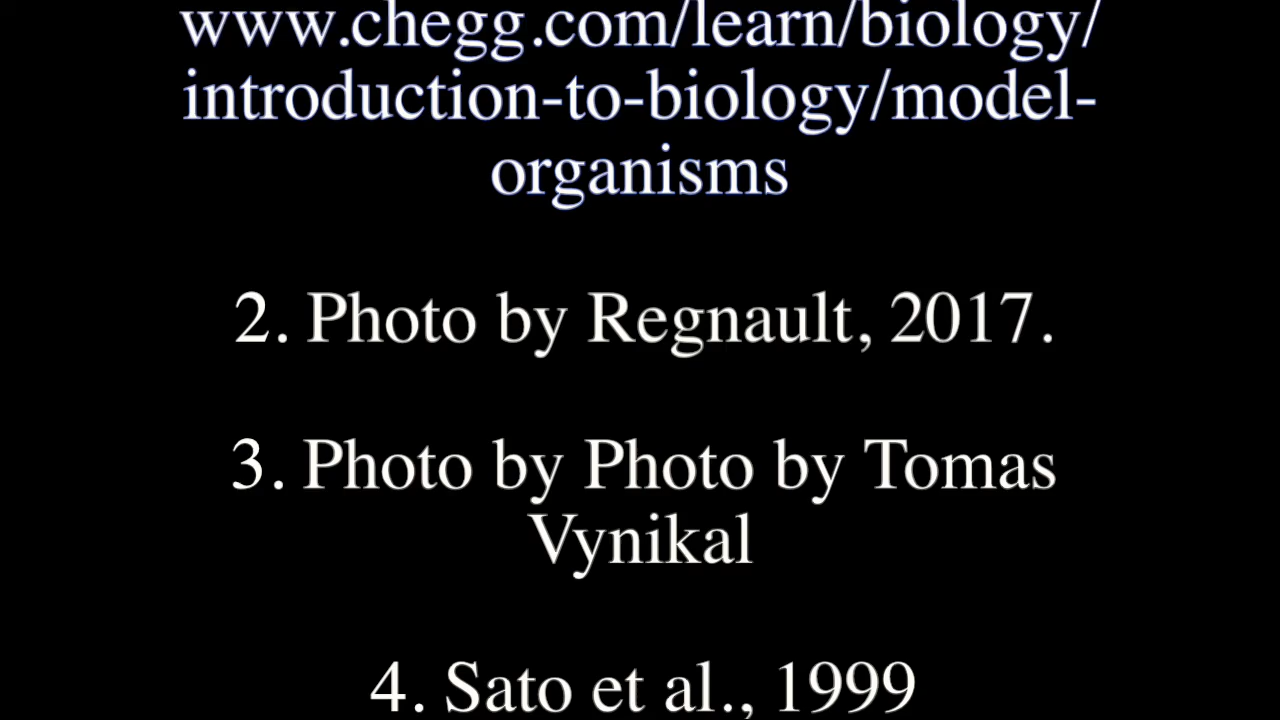 www.chegg.com/learn/biology/
introduction-to-biology/model-
organisms
2. Photo by Regnault, 2017.
3. Photo by Photo by Tomas
Vynikal
4. Sato et al., 1999